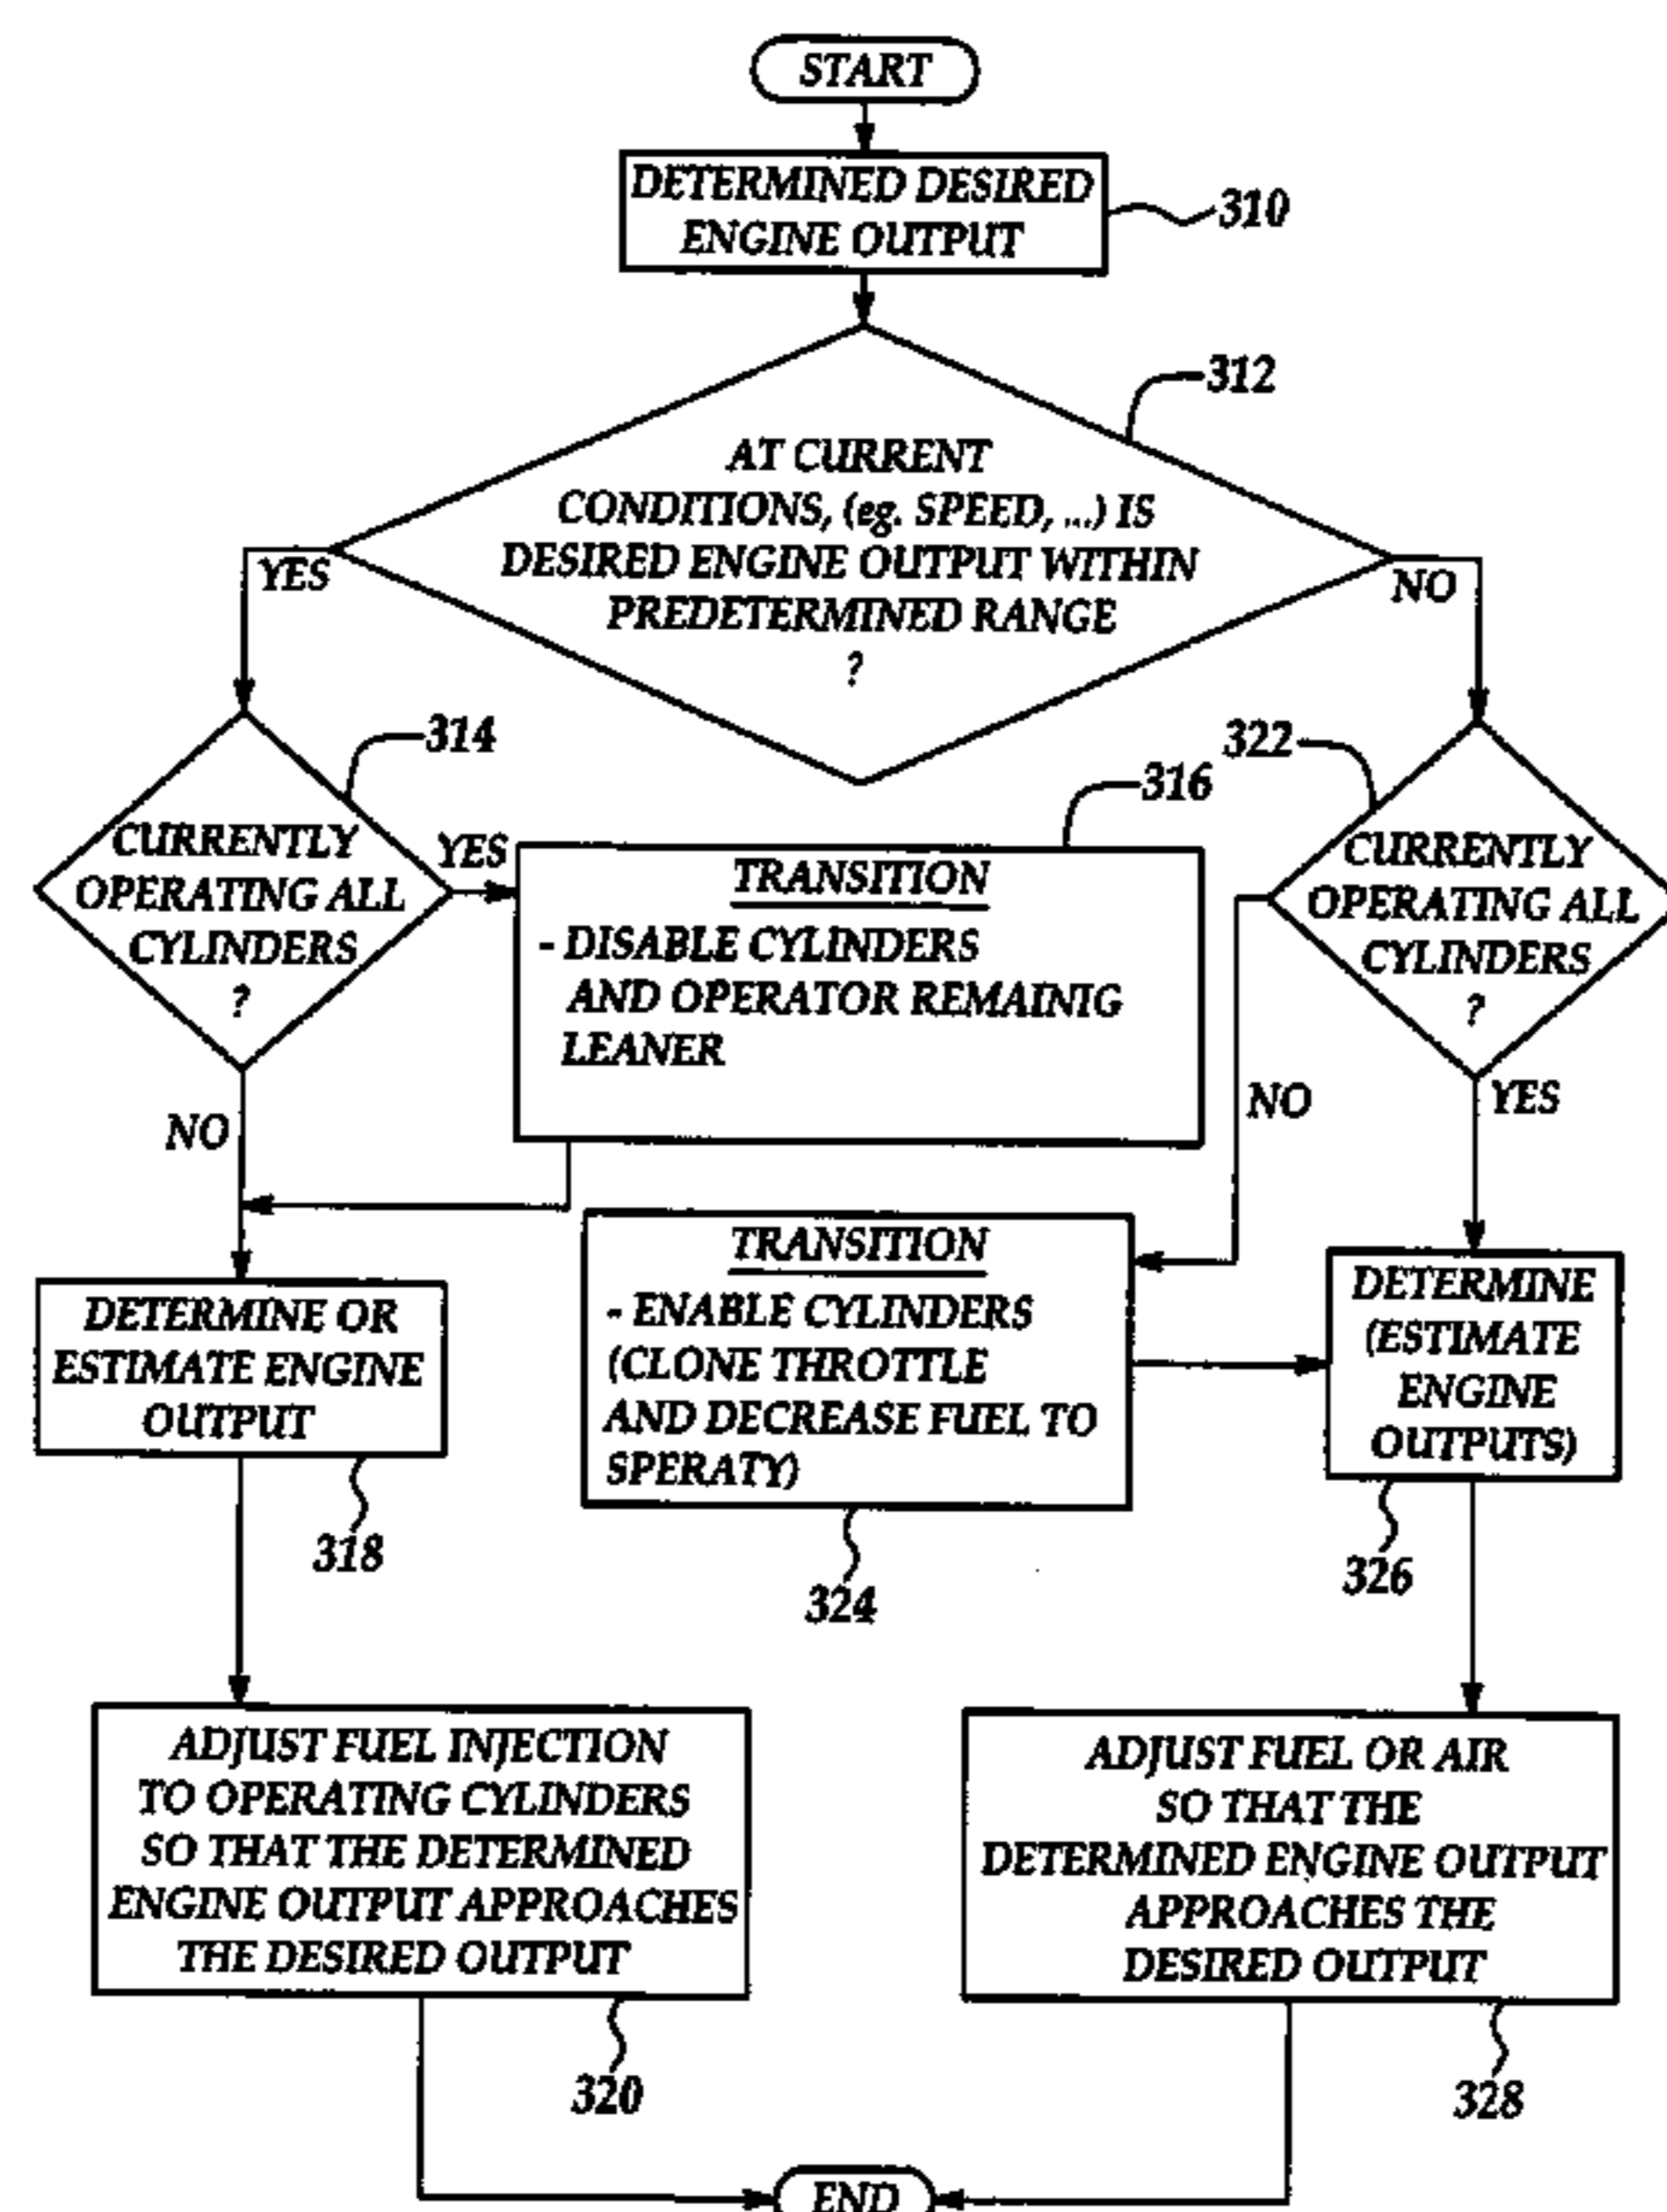 START
DETERMINED DESIRED
ENGINE OUTPUT
310
312
AT CURRENT
CONDITIONS, (eg. SPEED, ...) IS
DESIRED ENGINE OUTPUT WITHIN
PREDETERMINED RANGE
?
YES
NO
314
CURRENTLY
OPERATING ALL
CYLINDERS
?
YES
NO
316
TRANSITION
- DISABLE CYLINDERS
AND OPERATOR REMAINIG
LEANER
322
CURRENTLY
OPERATING ALL
CYLINDERS
?
NO
YES
DETERMINE OR
ESTIMATE ENGINE
OUTPUT
318
TRANSITION
- ENABLE CYLINDERS
(CLONE THROTTLE
AND DECREASE FUEL TO
SPERATY)
324
DETERMINE
(ESTIMATE
ENGINE
OUTPUTS)
326
ADJUST FUEL INJECTION
TO OPERATING CYLINDERS
SO THAT THE DETERMINED
ENGINE OUTPUT APPROACHES
THE DESIRED OUTPUT
320
ADJUST FUEL OR AIR
SO THAT THE
DETERMINED ENGINE OUTPUT
APPROACHES THE
DESIRED OUTPUT
328
END